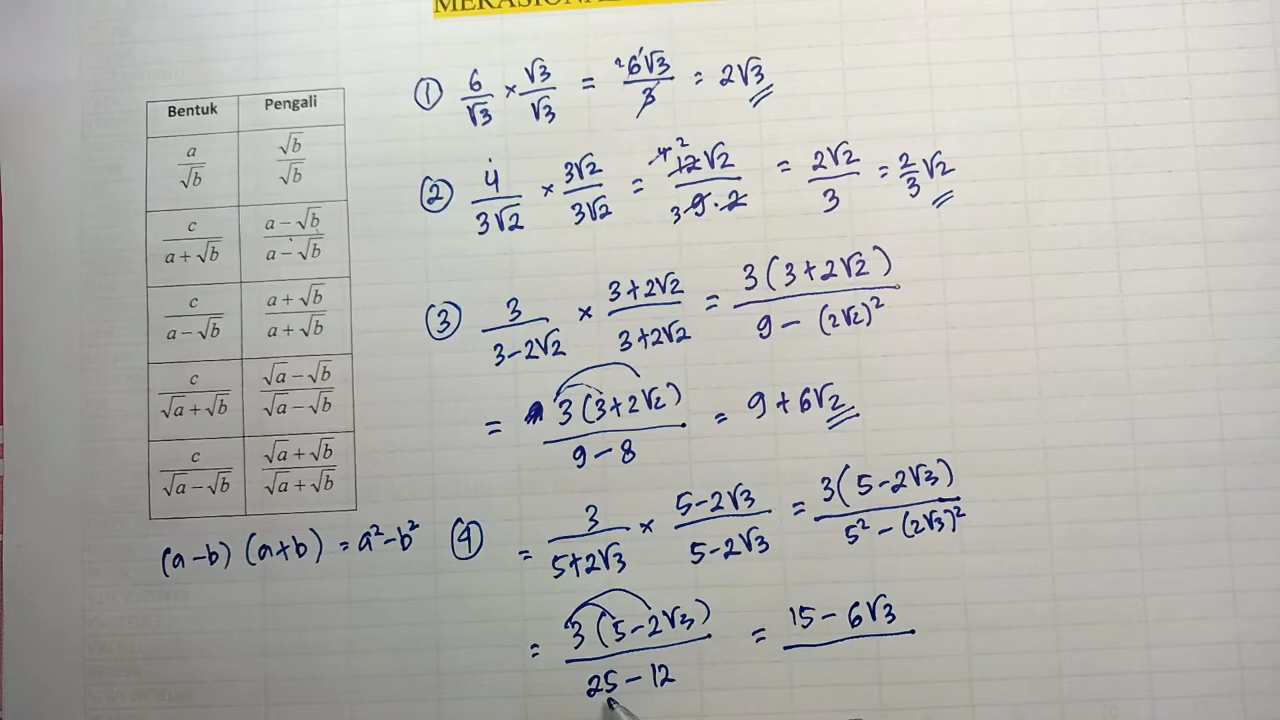 MERASIONAL
Bentuk Pengali
a/√b √b/√b
c/(a + √b) (a − √b)/(a − √b)
c/(a − √b) (a + √b)/(a + √b)
c/(√a + √b) (√a − √b)/(√a − √b)
c/(√a − √b) (√a + √b)/(√a + √b)
(a-b) (a+b) = a² - b²
① 6/√3 × √3/√3 = 6√3/3 = 2√3
② 4/3√2 × 3√2/3√2 = 12√2/9·2 = 2√2/3 = 2/3 √2
③ 3/(3-2√2) × (3+2√2)/(3+2√2) = 3(3+2√2)/(9-(2√2)²)
= 3(3+2√2)/(9-8) = 9+6√2
④ = 3/(5+2√3) × (5-2√3)/(5-2√3) = 3(5-2√3)/(5²-(2√3)²)
= 3(5-2√3)/(25-12) = 15-6√3